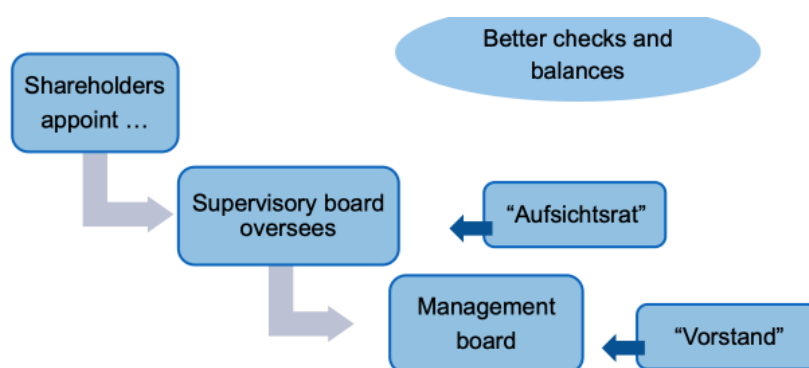 Better checks and
balances
Shareholders
appoint …
Supervisory board
oversees
“Aufsichtsrat”
Management
board
“Vorstand”